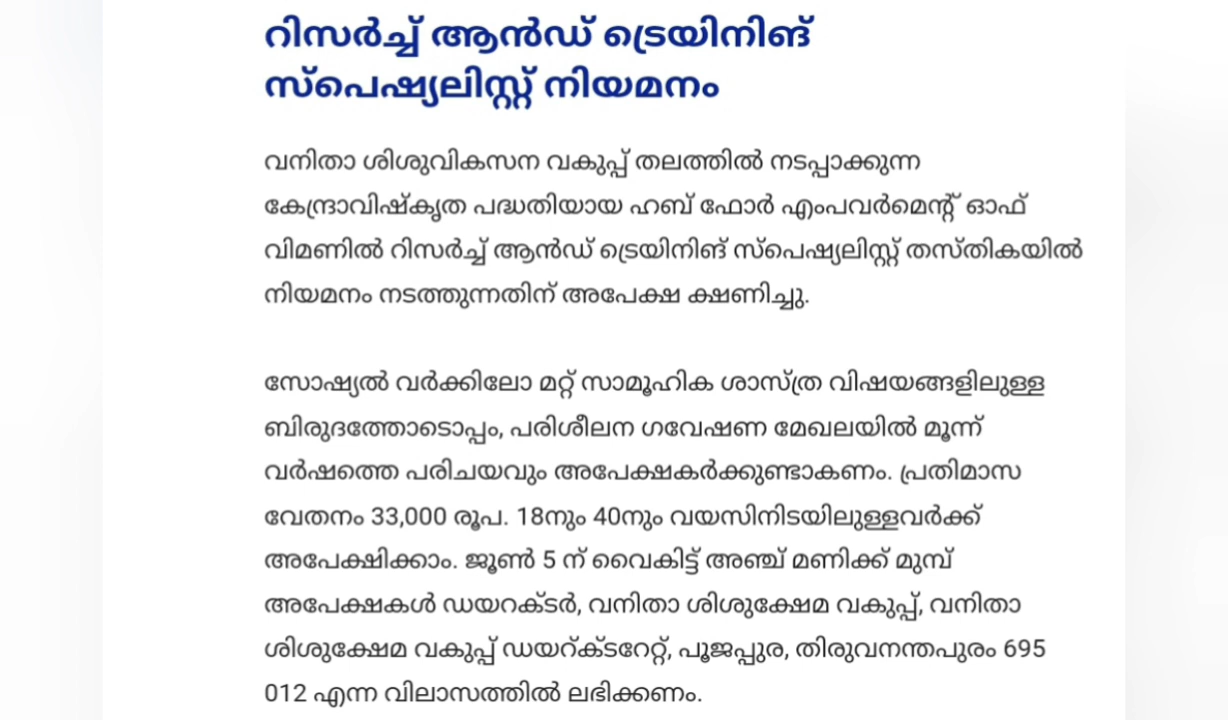 റിസർച്ച് ആൻഡ് ട്രെയിനിങ്
സ്പെഷ്യലിസ്റ്റ് നിയമനം
വനിതാ ശിശുവികസന വകുപ്പ് തലത്തിൽ നടപ്പാക്കുന്ന
കേന്ദ്രാവിഷ്കൃത പദ്ധതിയായ ഹബ് ഫോർ എംപവർമെന്റ് ഓഫ്
വിമണിൽ റിസർച്ച് ആൻഡ് ട്രെയിനിങ് സ്പെഷ്യലിസ്റ്റ് തസ്തികയിൽ
നിയമനം നടത്തുന്നതിന് അപേക്ഷ ക്ഷണിച്ചു.
സോഷ്യൽ വർക്കിലോ മറ്റ് സാമൂഹിക ശാസ്ത്ര വിഷയങ്ങളിലുള്ള
ബിരുദത്തോടൊപ്പം, പരിശീലന ഗവേഷണ മേഖലയിൽ മൂന്ന്
വർഷത്തെ പരിചയവും അപേക്ഷകർക്കുണ്ടാകണം. പ്രതിമാസ
വേതനം 33,000 രൂപ. 18നും 40നും വയസിനിടയിലുള്ളവർക്ക്
അപേക്ഷിക്കാം. ജൂൺ 5 ന് വൈകിട്ട് അഞ്ച് മണിക്ക് മുമ്പ്
അപേക്ഷകൾ ഡയറക്ടർ, വനിതാ ശിശുക്ഷേമ വകുപ്പ്, വനിതാ
ശിശുക്ഷേമ വകുപ്പ് ഡയറ്ക്ടറേറ്റ്, പൂജപ്പുര, തിരുവനന്തപുരം 695
012 എന്ന വിലാസത്തിൽ ലഭിക്കണം.